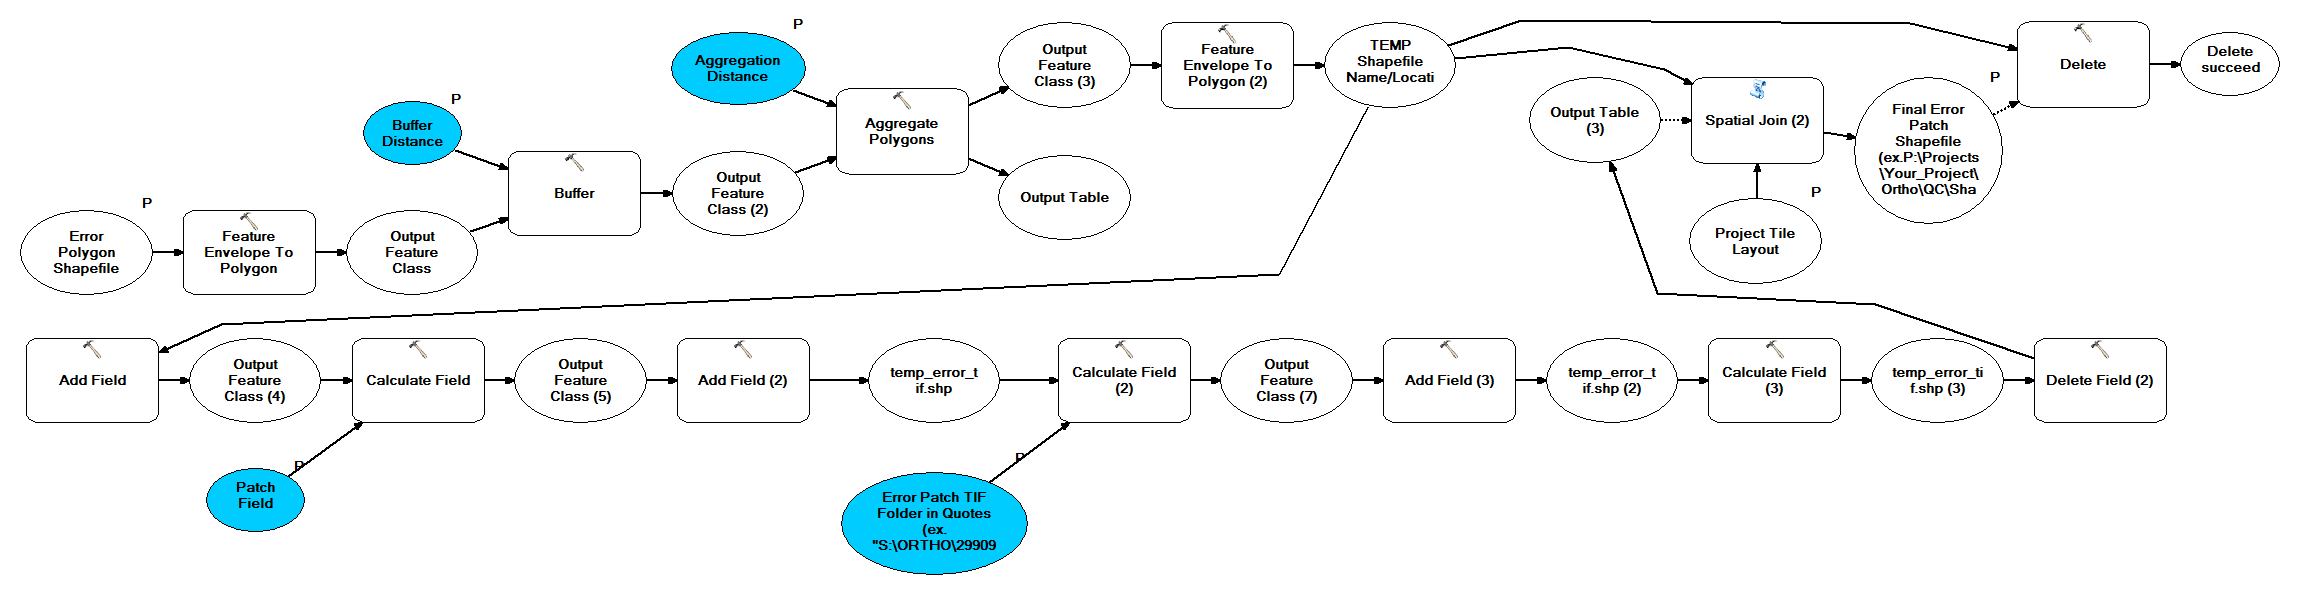 P
Aggregation
Distance
Output
Feature
Class (3)
Feature
Envelope To
Polygon (2)
TEMP
Shapefile
Name/Locati
Delete
Delete
succeed
P
Buffer
Distance
Aggregate
Polygons
Output Table
(3)
Spatial Join (2)
P
Final Error
Patch
Shapefile
(ex.P:\Projects
\Your_Project\
Ortho\QC\Sha
Buffer
Output
Feature
Class (2)
Output Table
P
Project Tile
Layout
P
Error
Polygon
Shapefile
Feature
Envelope To
Polygon
Output
Feature
Class
Add Field
Output
Feature
Class (4)
Calculate Field
Output
Feature
Class (5)
Add Field (2)
temp_error_t
if.shp
Calculate Field
(2)
Output
Feature
Class (7)
Add Field (3)
temp_error_t
if.shp (2)
Calculate Field
(3)
temp_error_ti
f.shp (3)
Delete Field (2)
P
Patch
Field
P
Error Patch TIF
Folder in Quotes
(ex.
"S:\ORTHO\29909